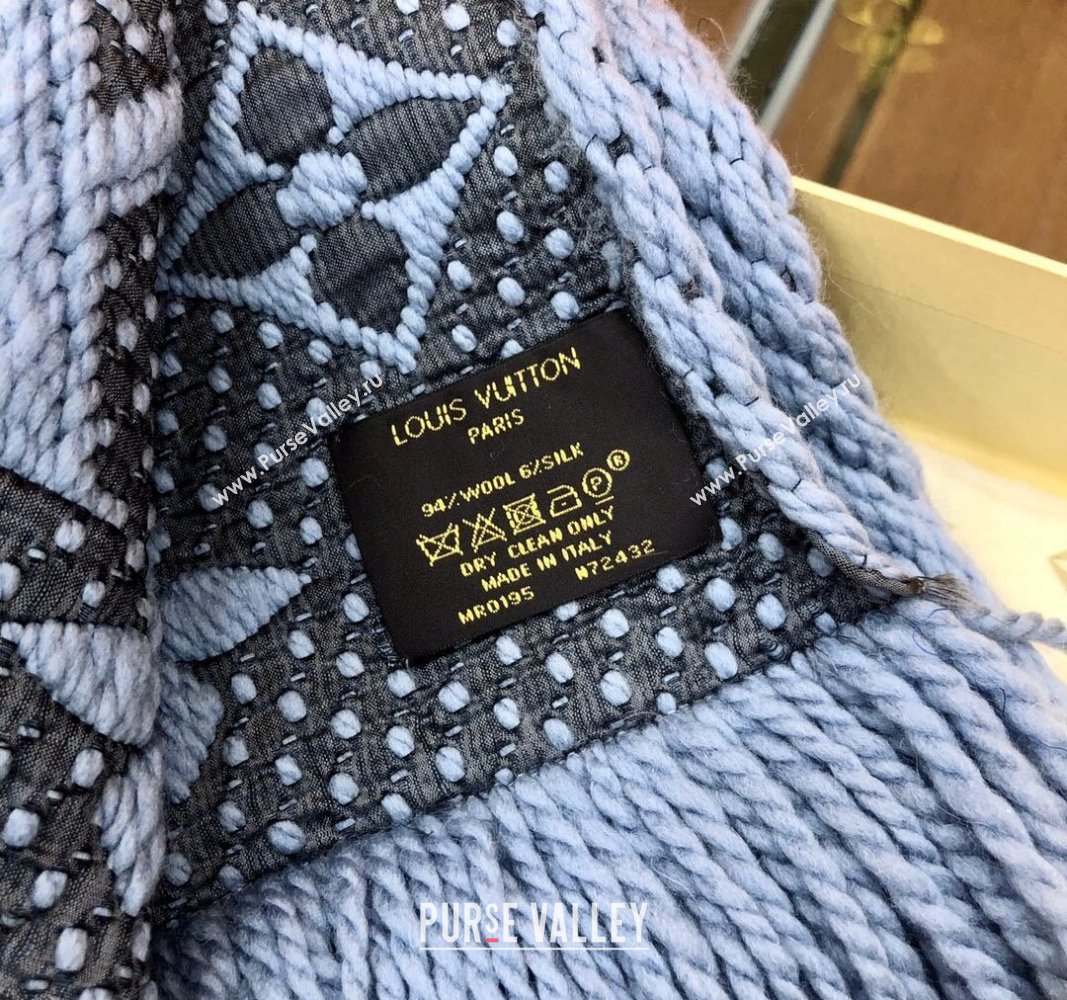 LOUIS VUITTON
PARIS
94% WOOL 6% SILK
P R
DRY CLEAN ONLY
MADE IN ITALY
MR0195 N72432
www.PurseValley.ru
www.PurseValley.ru
PURSE VALLEY